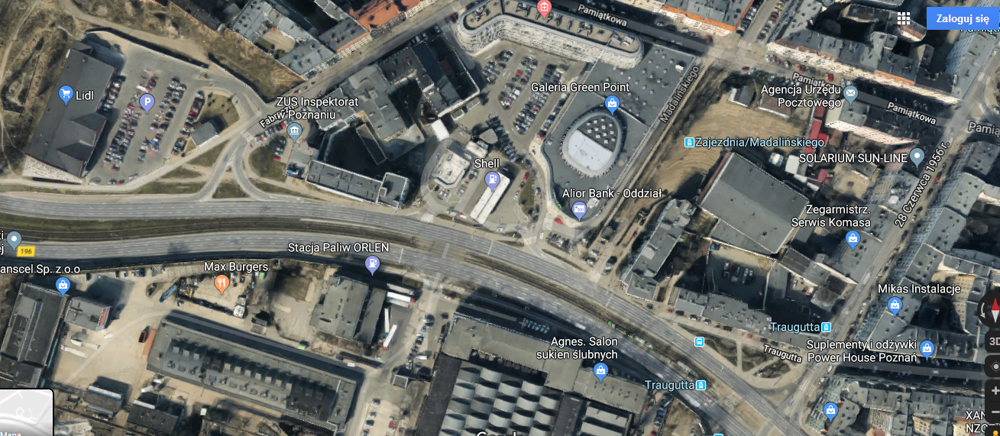 Pamiątkowa
Zaloguj się
Lidl
P
ZUS Inspektorat
w Poznaniu
Galeria Green Point
Madalińskiego
Agencja Urzędu
Pocztowego
Pamiątkowa
Zajezdnia/Madalińskiego
SOLARIUM SUN-LINE
28 Czerwca 1956 r.
Shell
Alior Bank - Oddział
Zegarmistrz.
Serwis Komasa
196
Stacja Paliw ORLEN
Max Burgers
anscel Sp. z.o.o
Mikas Instalacje
Traugutta
3D
Agnes. Salon
sukien ślubnych
Traugutta
Suplementy i odżywki
Power House Poznań
Traugutta
XAN
NZO
Mapa